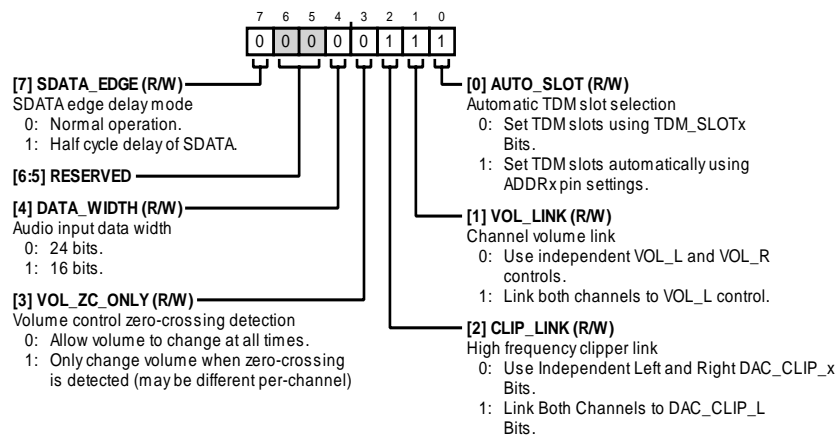 7 6 5 4 3 2 1 0
0 0 0 0 0 1 1 1
[7] SDATA_EDGE (R/W)
SDATA edge delay mode
0: Normal operation.
1: Half cycle delay of SDATA.
[6:5] RESERVED
[4] DATA_WIDTH (R/W)
Audio input data width
0: 24 bits.
1: 16 bits.
[3] VOL_ZC_ONLY (R/W)
Volume control zero-crossing detection
0: Allow volume to change at all times.
1: Only change volume when zero-crossing
is detected (may be different per-channel)
[0] AUTO_SLOT (R/W)
Automatic TDM slot selection
0: Set TDM slots using TDM_SLOTx
Bits.
1: Set TDM slots automatically using
ADDRx pin settings.
[1] VOL_LINK (R/W)
Channel volume link
0: Use independent VOL_L and VOL_R
controls.
1: Link both channels to VOL_L control.
[2] CLIP_LINK (R/W)
High frequency clipper link
0: Use Independent Left and Right DAC_CLIP_x
Bits.
1: Link Both Channels to DAC_CLIP_L
Bits.